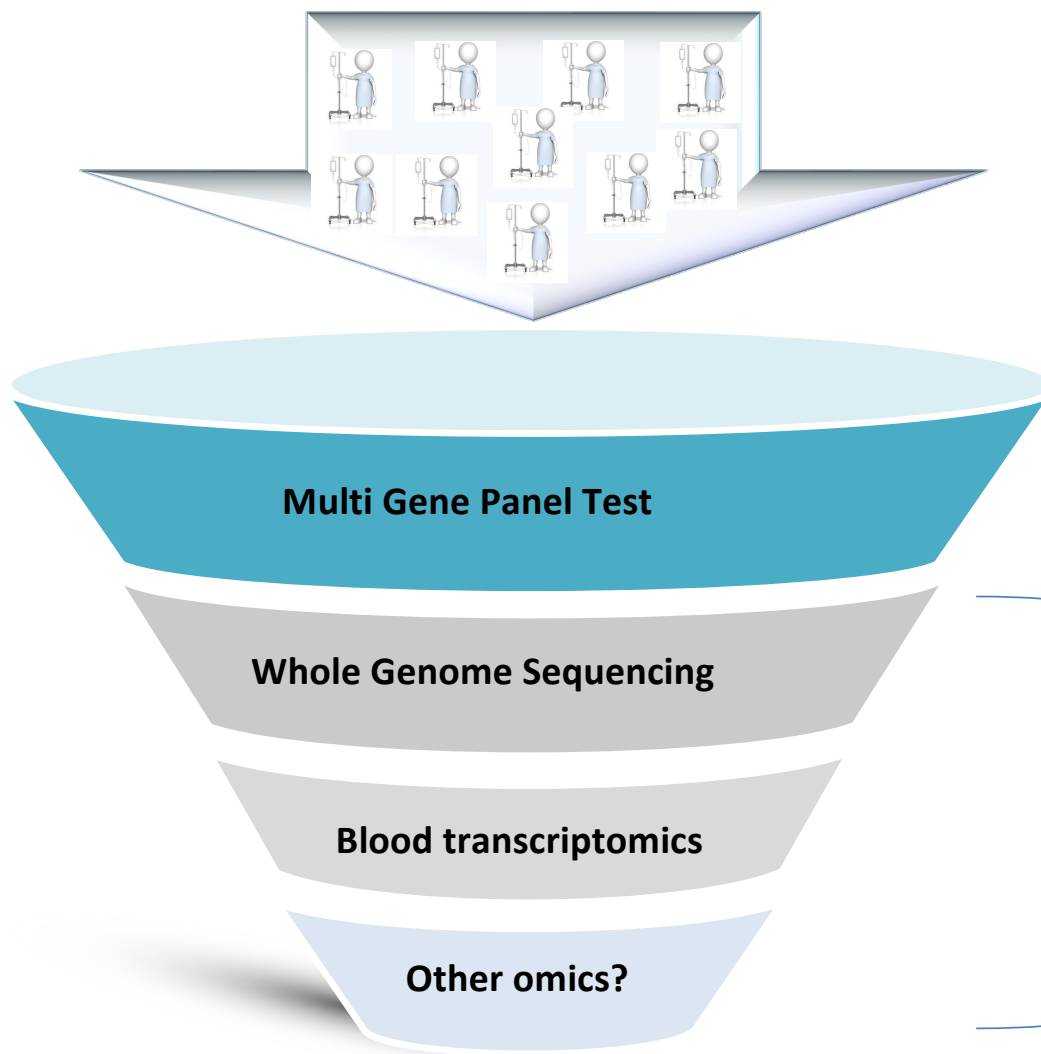 Multi Gene Panel Test
Whole Genome Sequencing
Blood transcriptomics
Other omics?